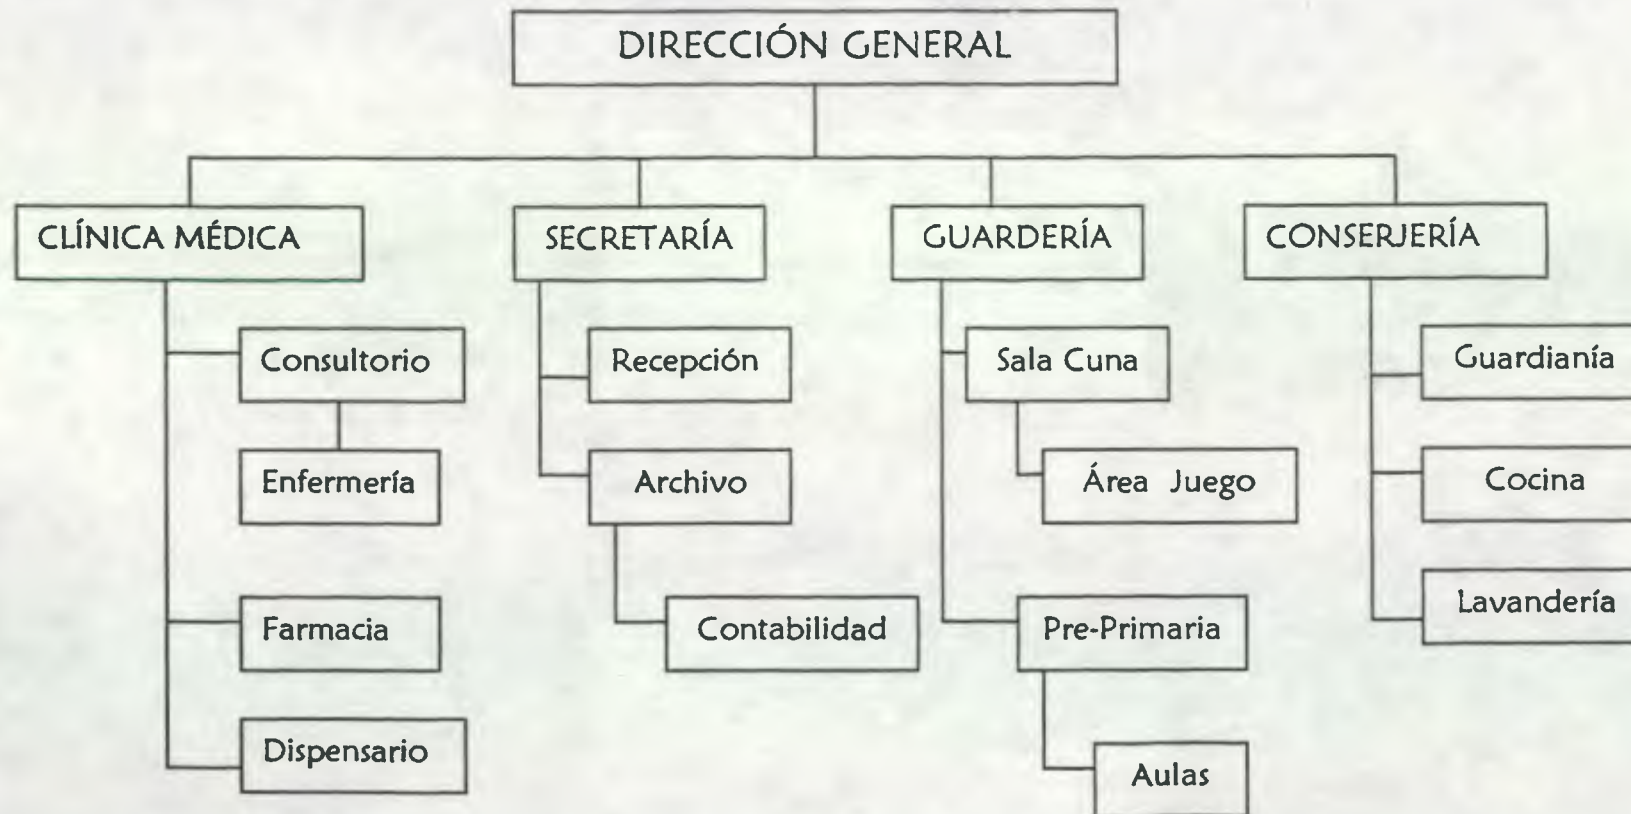 DIRECCIÓN GENERAL
CLÍNICA MÉDICA
SECRETARÍA
GUARDERÍA
CONSERJERÍA
Consultorio
Recepción
Sala Cuna
Guardianía
Enfermería
Archivo
Área Juego
Cocina
Farmacia
Contabilidad
Pre-Primaria
Lavandería
Dispensario
Aulas